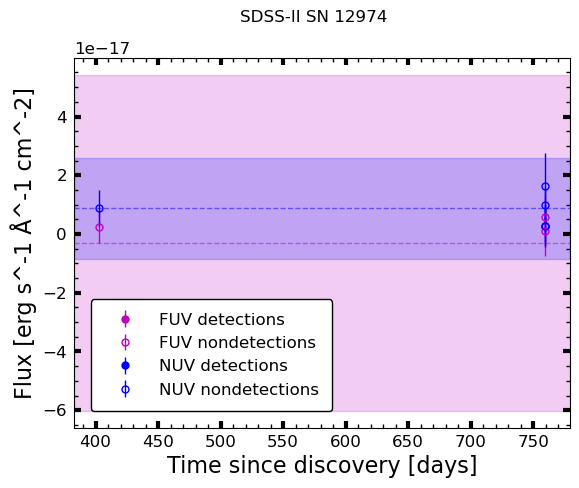 SDSS-II SN 12974
1e−17
Flux [erg s^-1 Å^-1 cm^-2]
4
2
0
−2
−4
−6
FUV detections
FUV nondetections
NUV detections
NUV nondetections
400 450 500 550 600 650 700 750
Time since discovery [days]